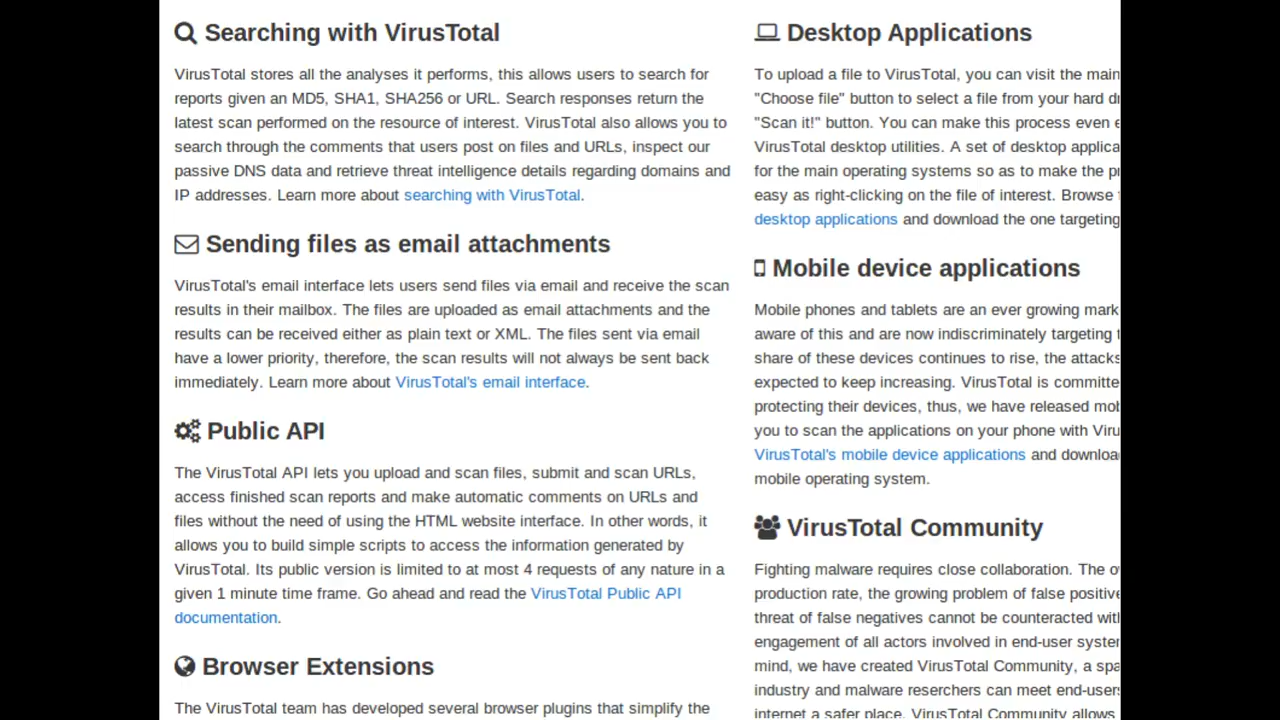 Searching with VirusTotal
VirusTotal stores all the analyses it performs, this allows users to search for
reports given an MD5, SHA1, SHA256 or URL. Search responses return the
latest scan performed on the resource of interest. VirusTotal also allows you to
search through the comments that users post on files and URLs, inspect our
passive DNS data and retrieve threat intelligence details regarding domains and
IP addresses. Learn more about searching with VirusTotal.
Sending files as email attachments
VirusTotal's email interface lets users send files via email and receive the scan
results in their mailbox. The files are uploaded as email attachments and the
results can be received either as plain text or XML. The files sent via email
have a lower priority, therefore, the scan results will not always be sent back
immediately. Learn more about VirusTotal's email interface.
Public API
The VirusTotal API lets you upload and scan files, submit and scan URLs,
access finished scan reports and make automatic comments on URLs and
files without the need of using the HTML website interface. In other words, it
allows you to build simple scripts to access the information generated by
VirusTotal. Its public version is limited to at most 4 requests of any nature in a
given 1 minute time frame. Go ahead and read the VirusTotal Public API
documentation.
Browser Extensions
The VirusTotal team has developed several browser plugins that simplify the
Desktop Applications
To upload a file to VirusTotal, you can visit the main
"Choose file" button to select a file from your hard
"Scan it!" button. You can make this process even
VirusTotal desktop utilities. A set of desktop
for the main operating systems so as to make the
easy as right-clicking on the file of interest. Browse
desktop applications and download the one targeting
Mobile device applications
Mobile phones and tablets are an ever growing
aware of this and are now indiscriminately targeting
share of these devices continues to rise, the attacks
expected to keep increasing. VirusTotal is
protecting their devices, thus, we have released
you to scan the applications on your phone with
VirusTotal's mobile device applications and
mobile operating system.
VirusTotal Community
Fighting malware requires close collaboration. The
production rate, the growing problem of false
threat of false negatives cannot be counteracted
engagement of all actors involved in end-user
mind, we have created VirusTotal Community, a
industry and malware reserchers can meet
internet a safer place. VirusTotal Community allows